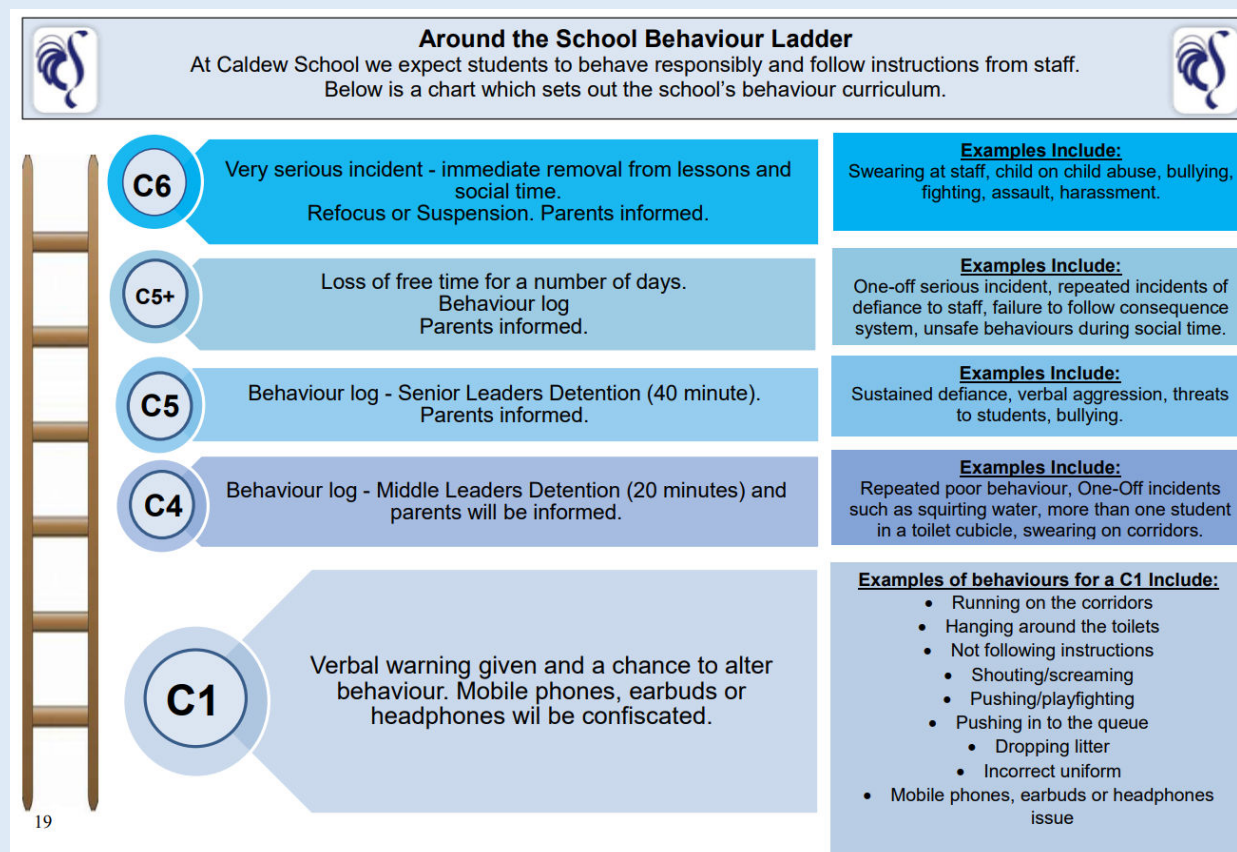 Around the School Behaviour Ladder
At Caldew School we expect students to behave responsibly and follow instructions from staff.
Below is a chart which sets out the school's behaviour curriculum.
C6
Very serious incident - immediate removal from lessons and
social time.
Refocus or Suspension. Parents informed.
Examples Include:
Swearing at staff, child on child abuse, bullying,
fighting, assault, harassment.
C5+
Loss of free time for a number of days.
Behaviour log
Parents informed.
Examples Include:
One-off serious incident, repeated incidents of
defiance to staff, failure to follow consequence
system, unsafe behaviours during social time.
C5
Behaviour log - Senior Leaders Detention (40 minute).
Parents informed.
Examples Include:
Sustained defiance, verbal aggression, threats
to students, bullying.
C4
Behaviour log - Middle Leaders Detention (20 minutes) and
parents will be informed.
Examples Include:
Repeated poor behaviour, One-Off incidents
such as squirting water, more than one student
in a toilet cubicle, swearing on corridors.
C1
Verbal warning given and a chance to alter
behaviour. Mobile phones, earbuds or
headphones wil be confiscated.
Examples of behaviours for a C1 Include:
• Running on the corridors
• Hanging around the toilets
• Not following instructions
• Shouting/screaming
• Pushing/playfighting
• Pushing in to the queue
• Dropping litter
• Incorrect uniform
• Mobile phones, earbuds or headphones
issue
19